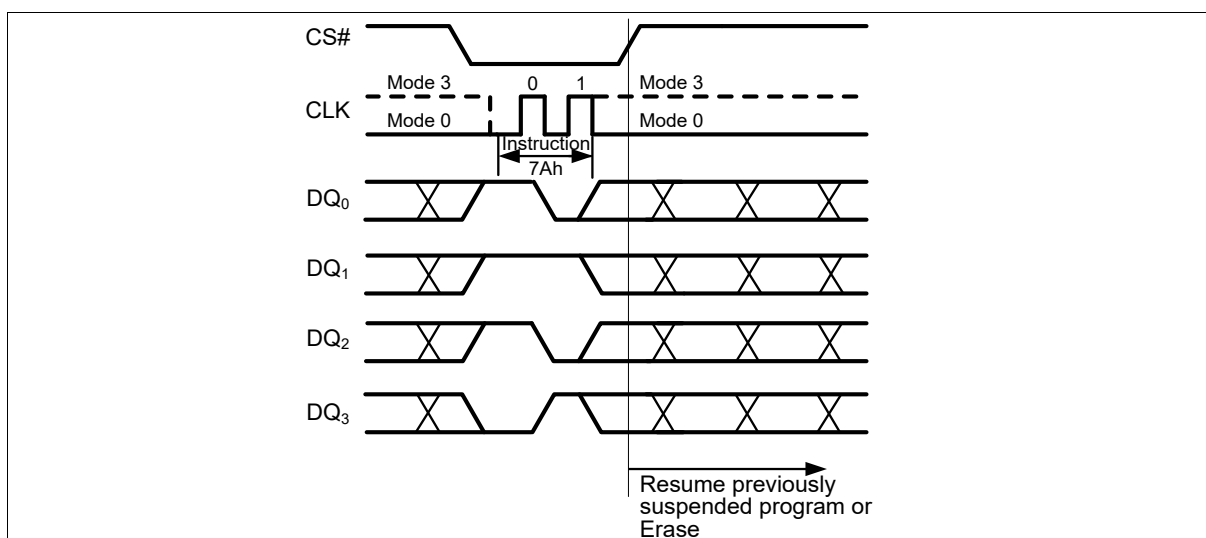 CS#
Mode 3 0 1 Mode 3
CLK
Mode 0 Mode 0
Instruction
7Ah
DQ0
DQ1
DQ2
DQ3
Resume previously
suspended program or
Erase